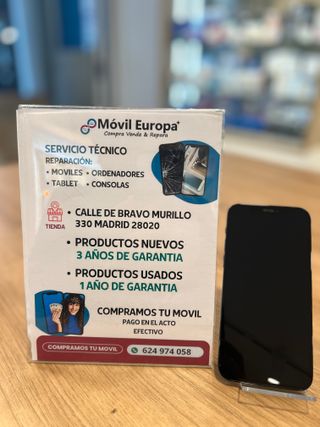 Móvil Europa+
Compra Vende & Repara
SERVICIO TÉCNICO
REPARACIÓN:
• MOVILES • ORDENADORES
• TABLET • CONSOLAS
TIENDA
• CALLE DE BRAVO MURILLO
330 MADRID 28020
• PRODUCTOS NUEVOS
3 AÑOS DE GARANTIA
• PRODUCTOS USADOS
1 AÑO DE GARANTIA
COMPRAMOS TU MOVIL
PAGO EN EL ACTO
EFECTIVO
COMPRAMOS TU MOVIL
624 974 058